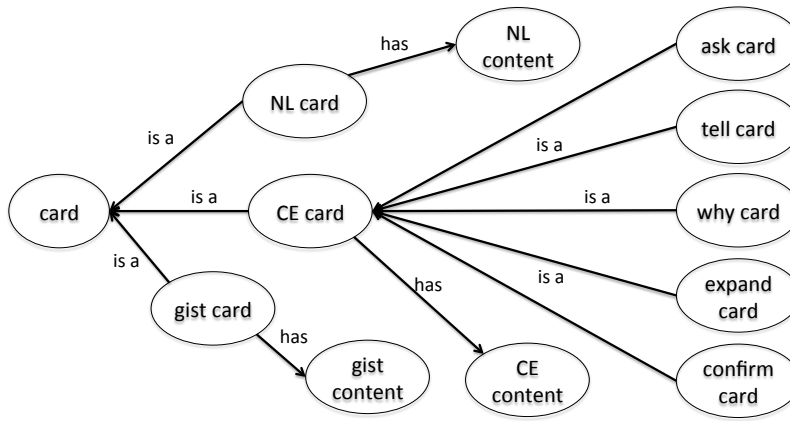 NL
content
has
ask card
NL card
tell card
is a
is a
card
is a
CE card
is a
why card
is a
gist card
has
is a
expand
card
has
gist
content
CE
content
confirm
card